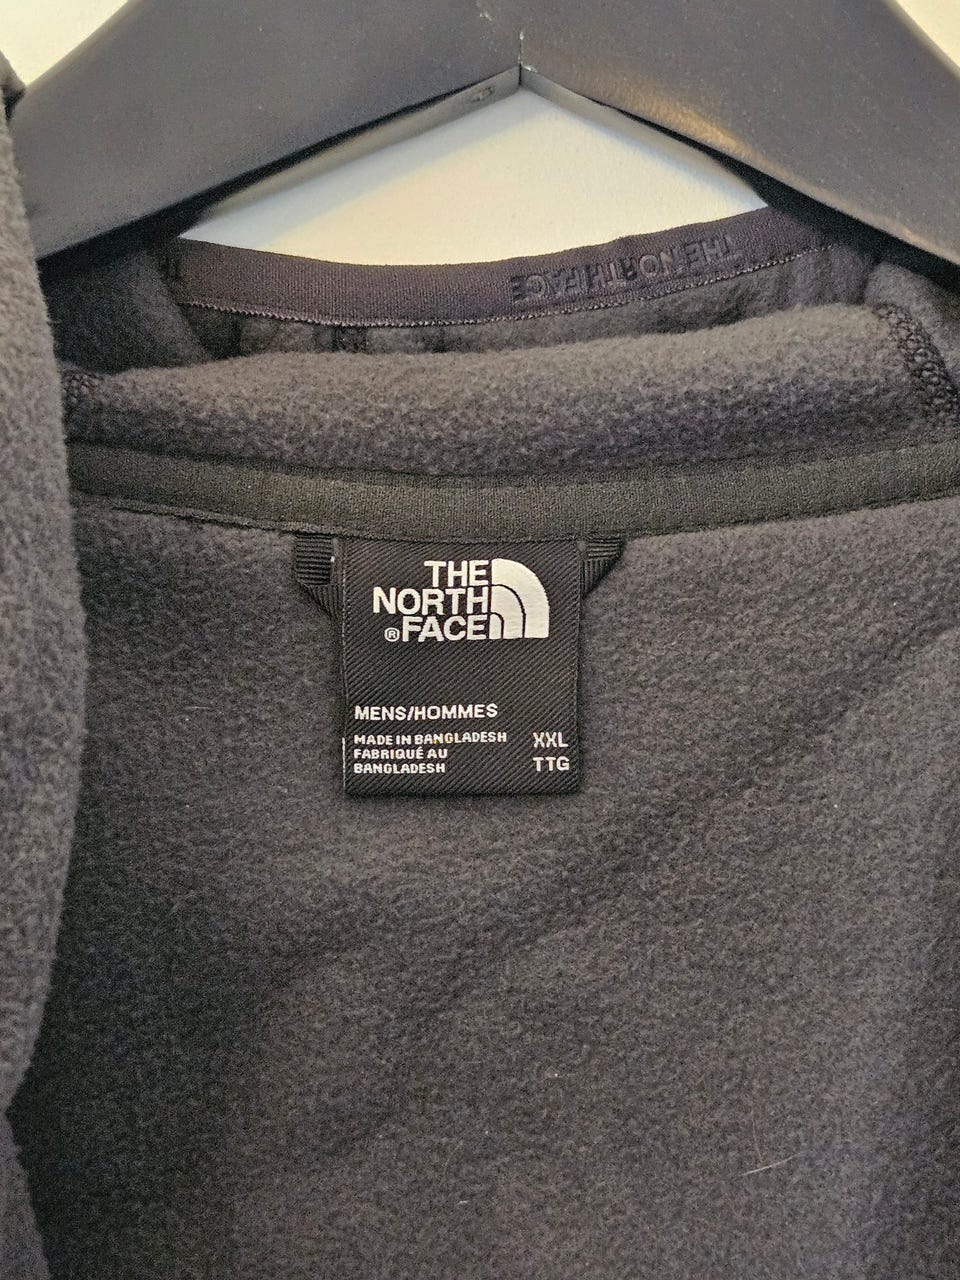 THE NORTH FACE
THE
NORTH
®FACE
MENS/HOMMES
MADE IN BANGLADESH XXL
FABRIQUÉ AU
BANGLADESH TTG